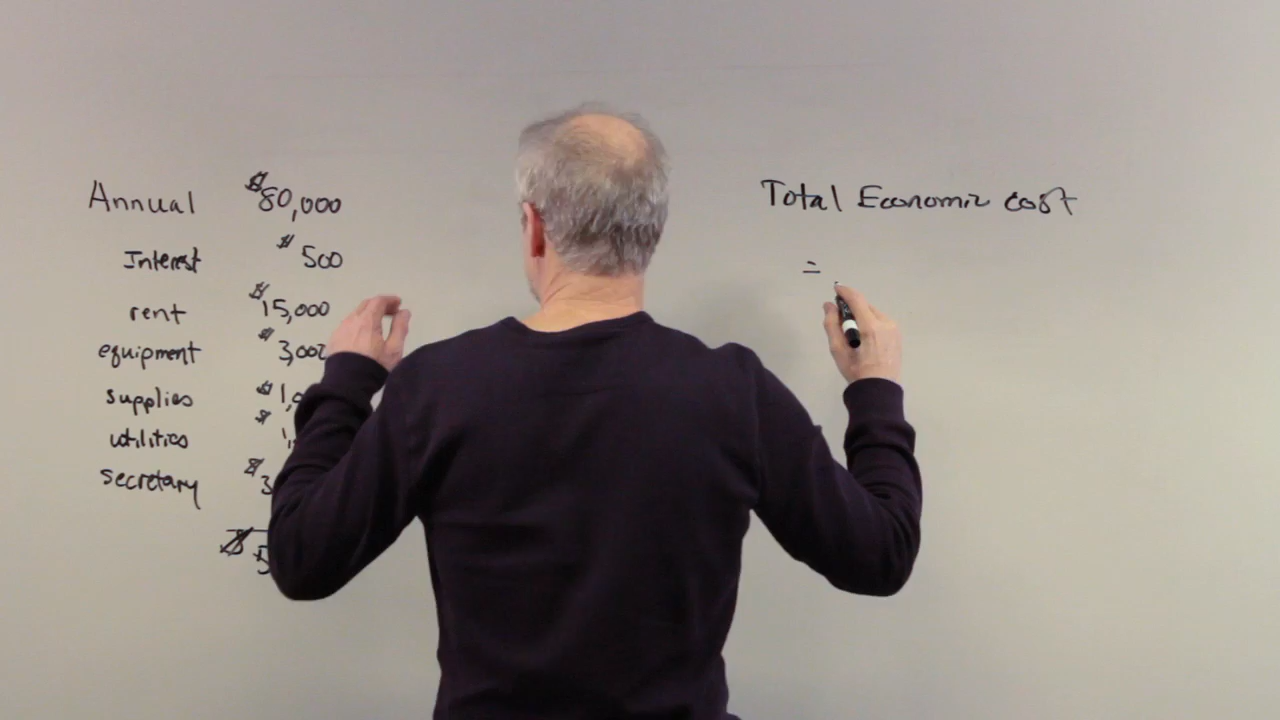 Annual $80,000
Interest $500
rent $15,000
equipment $3,000
supplies $1,
utilities $1,
secretary $3
$5
Total Economic cost
=